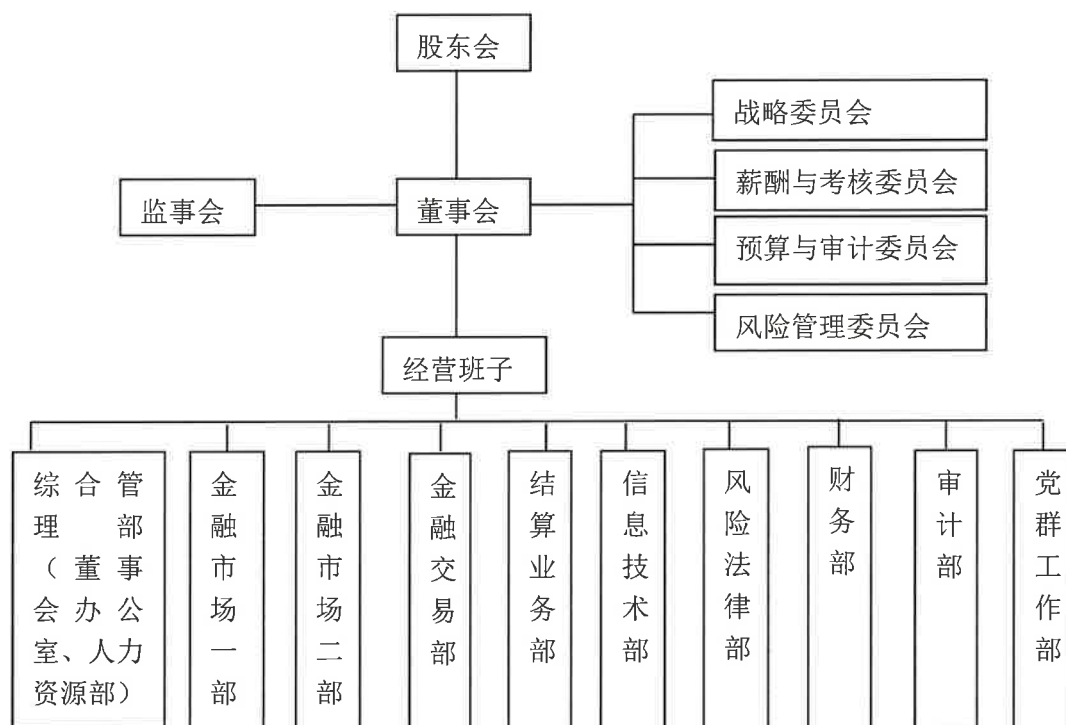 股东会
战略委员会
薪酬与考核委员会
监事会
董事会
预算与审计委员会
风险管理委员会
经营班子
综合管
理部
（董事
会办公
室、人力
资源部）
金融市场一部
金融市场二部
金融交易部
结算业务部
信息技术部
风险法律部
财务部
审计部
党群工作部